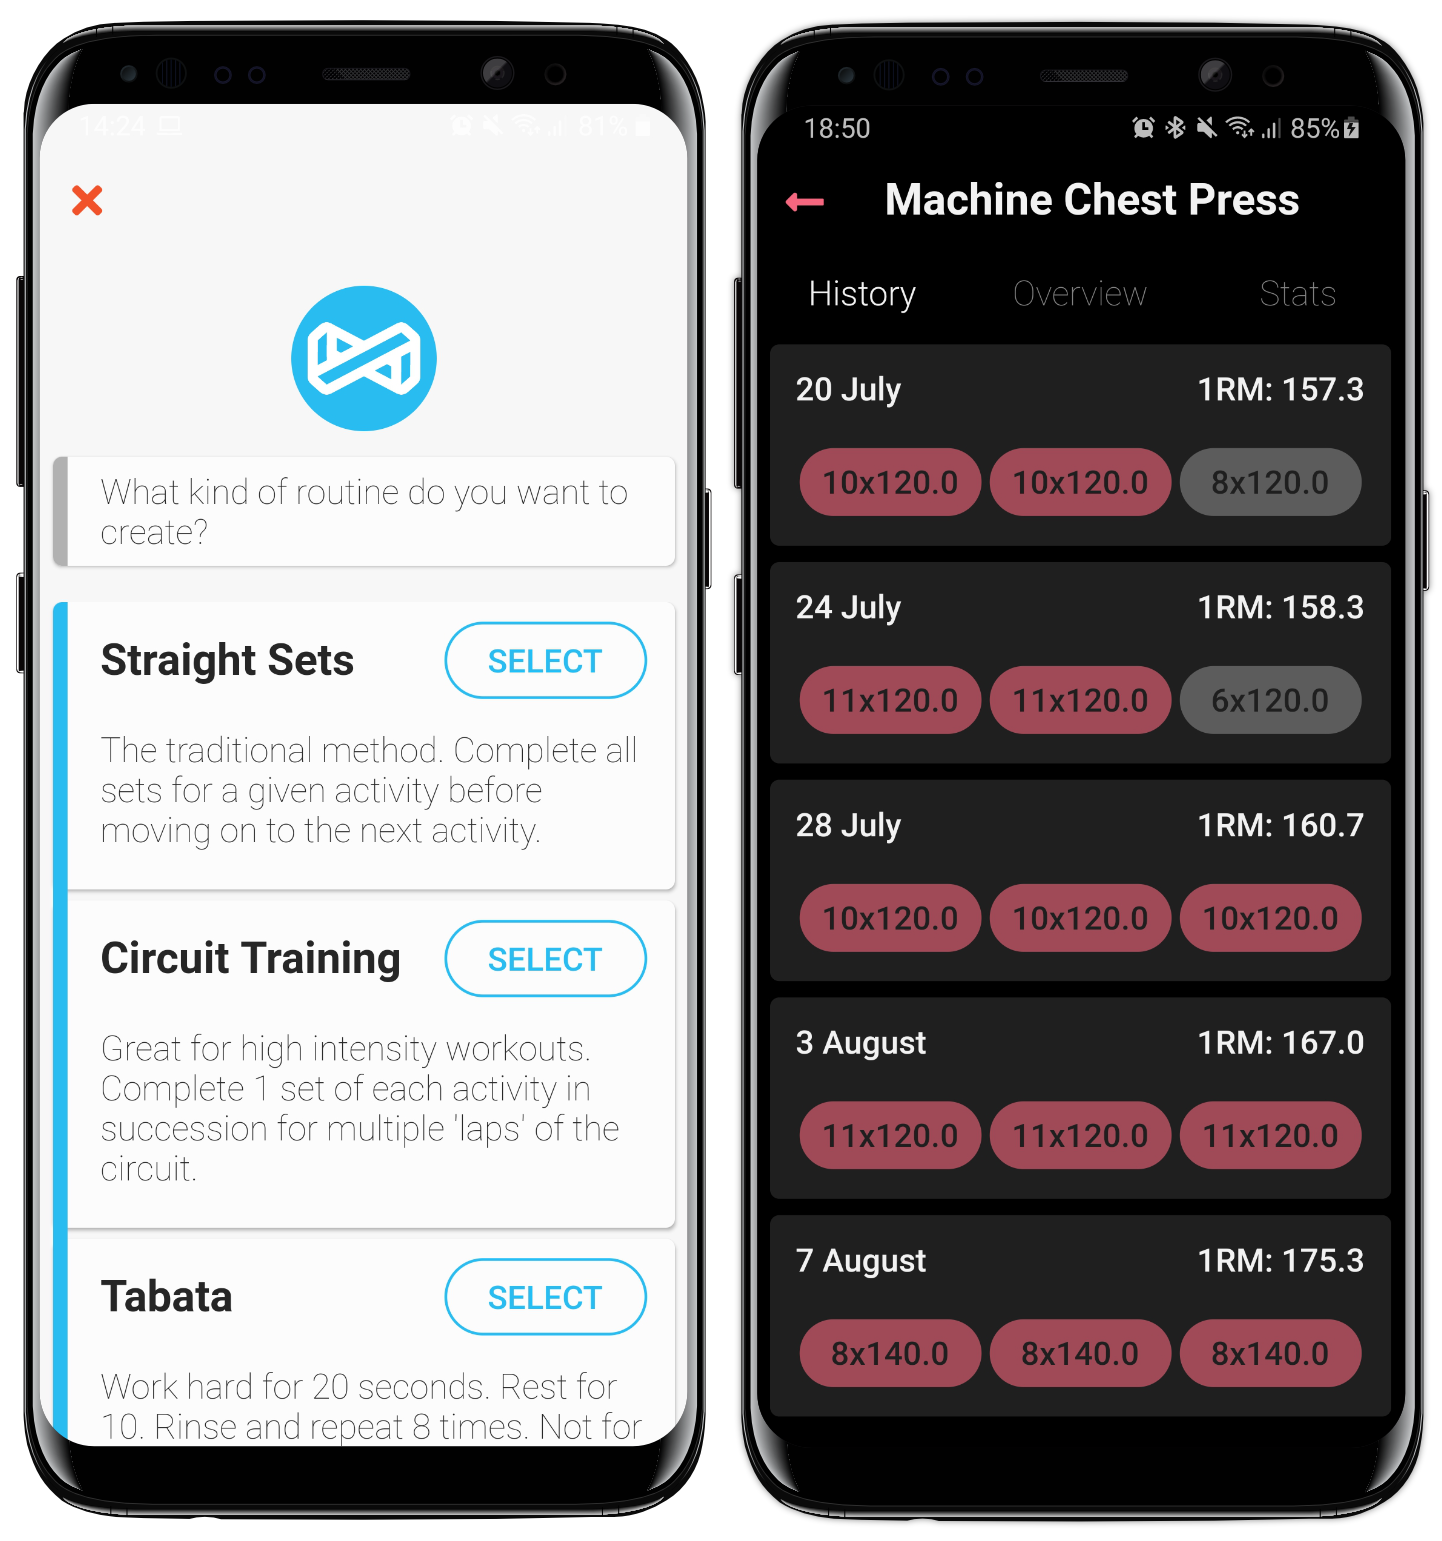 14:24
81%
What kind of routine do you want to
create?
Straight Sets
SELECT
The traditional method. Complete all
sets for a given activity before
moving on to the next activity.
Circuit Training
SELECT
Great for high intensity workouts.
Complete 1 set of each activity in
succession for multiple 'laps' of the
circuit.
Tabata
SELECT
Work hard for 20 seconds. Rest for
10. Rinse and repeat 8 times. Not for
18:50
85%
Machine Chest Press
History
Overview
Stats
20 July
1RM: 157.3
10x120.0
10x120.0
8x120.0
24 July
1RM: 158.3
11x120.0
11x120.0
6x120.0
28 July
1RM: 160.7
10x120.0
10x120.0
10x120.0
3 August
1RM: 167.0
11x120.0
11x120.0
11x120.0
7 August
1RM: 175.3
8x140.0
8x140.0
8x140.0